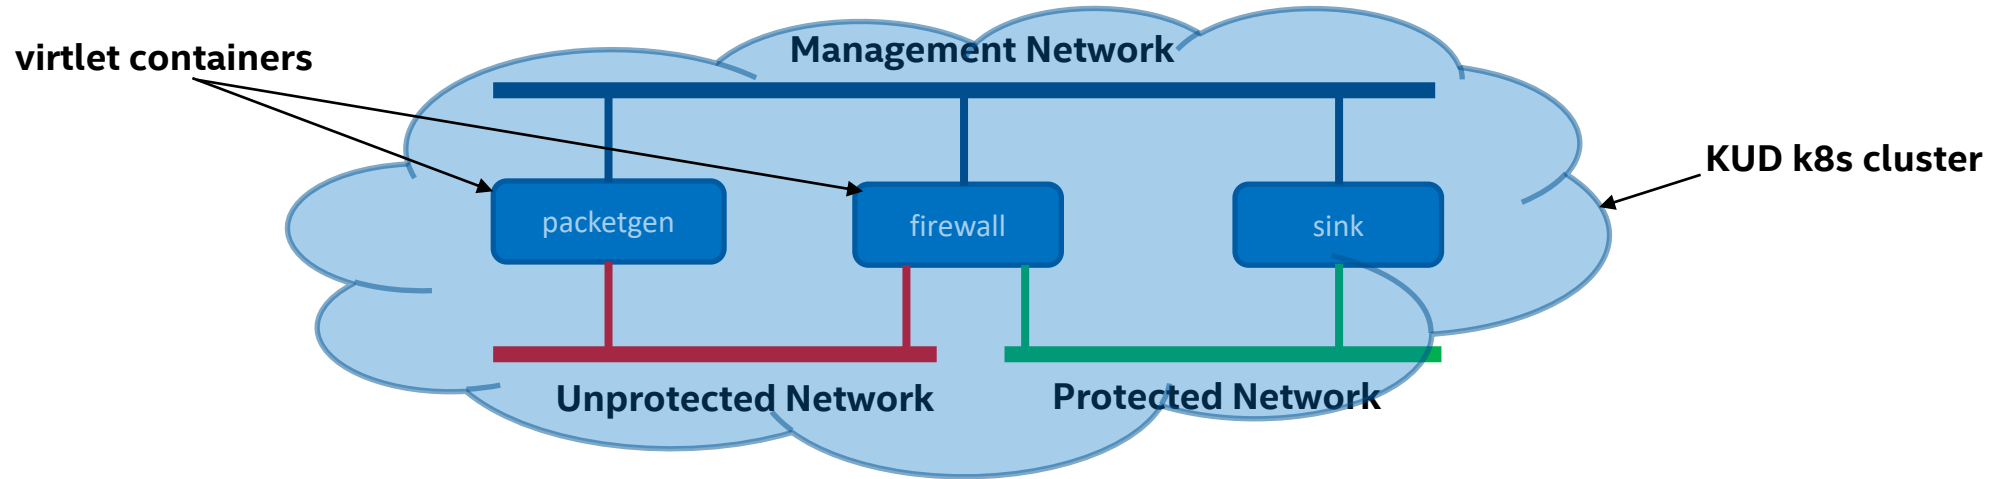 Management Network
virtlet containers
KUD k8s cluster
packetgen
firewall
sink
Unprotected Network
Protected Network